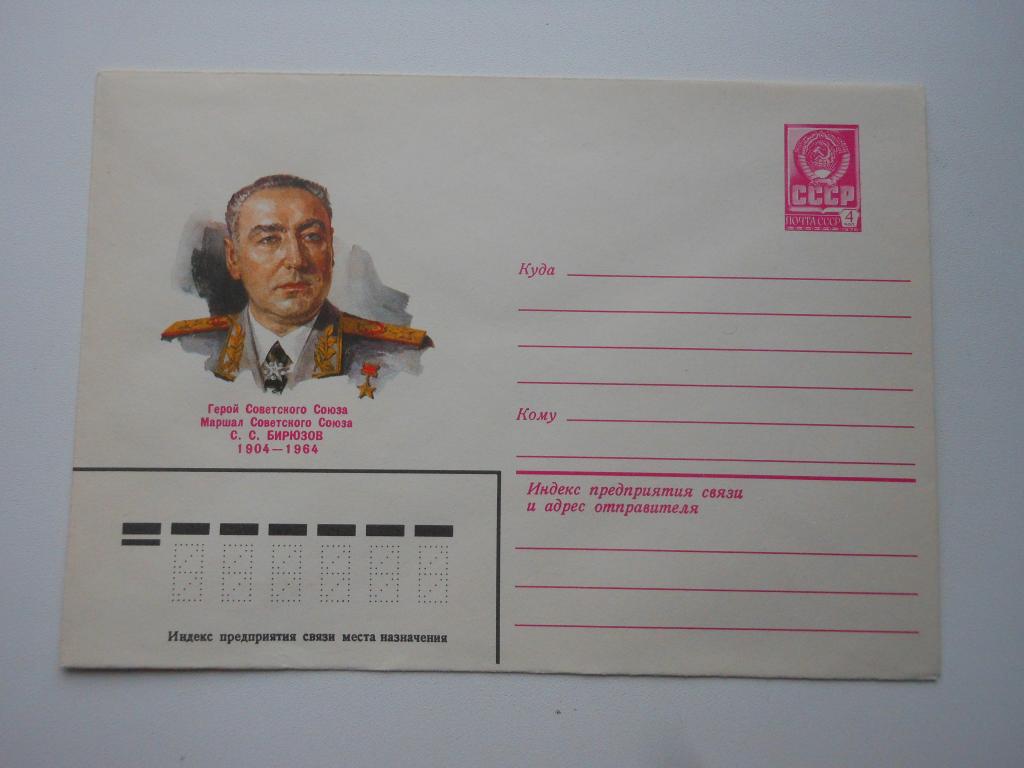 СССР
ПОЧТА СССР 4
Куда
Герой Советского Союза
Маршал Советского Союза
С. С. БИРЮЗОВ
1904—1964
Кому
Индекс предприятия связи
и адрес отправителя
Индекс предприятия связи места назначения